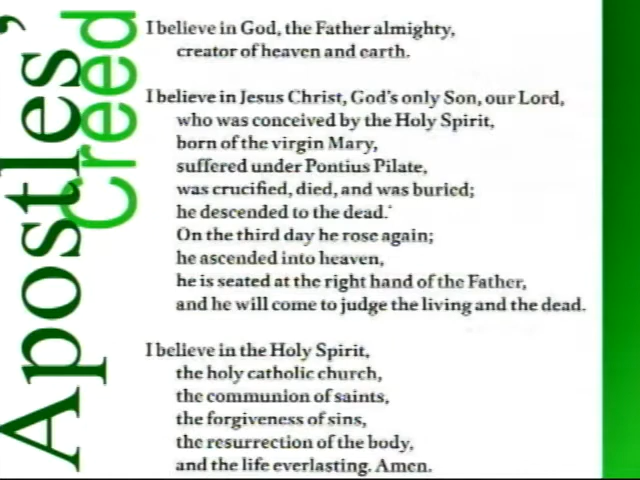 Apostles'
Creed
I believe in God, the Father almighty,
creator of heaven and earth.
I believe in Jesus Christ, God's only Son, our Lord,
who was conceived by the Holy Spirit,
born of the virgin Mary,
suffered under Pontius Pilate,
was crucified, died, and was buried;
he descended to the dead.*
On the third day he rose again;
he ascended into heaven,
he is seated at the right hand of the Father,
and he will come to judge the living and the dead.
I believe in the Holy Spirit,
the holy catholic church,
the communion of saints,
the forgiveness of sins,
the resurrection of the body,
and the life everlasting. Amen.